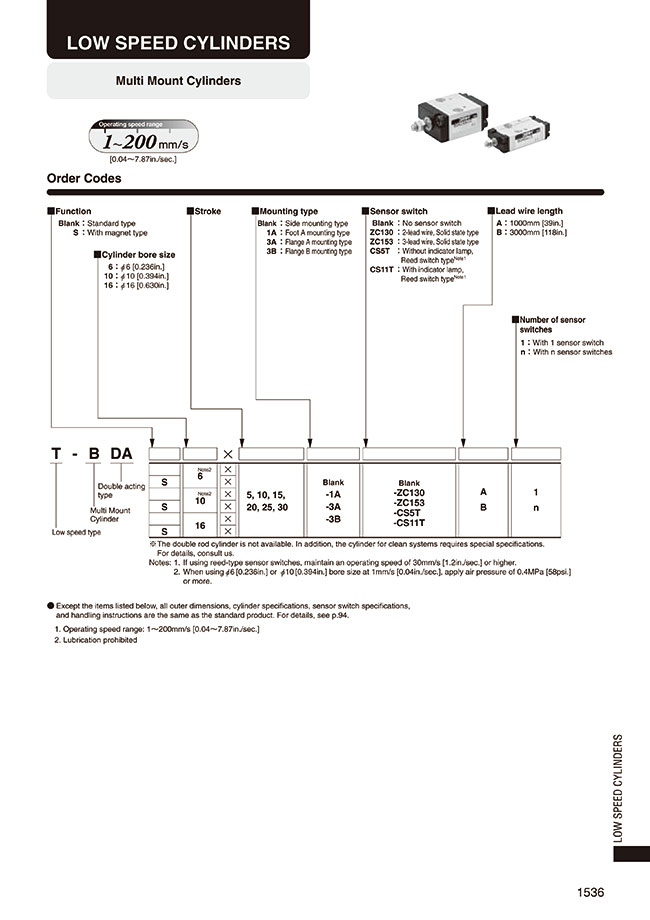 LOW SPEED CYLINDERS
Multi Mount Cylinders
Operating speed range
1~200 mm/s
[0.04〜7.87in./sec.]
Order Codes
■Function
Blank：Standard type
S：With magnet type
■Cylinder bore size
6：φ6 [0.236in.]
10：φ10 [0.394in.]
16：φ16 [0.630in.]
■Stroke
■Mounting type
Blank：Side mounting type
1A：Foot A mounting type
3A：Flange A mounting type
3B：Flange B mounting type
■Sensor switch
Blank：No sensor switch
ZC130：2-lead wire, Solid state type
ZC153：3-lead wire, Solid state type
CS5T：Without indicator lamp,
Reed switch type Note1
CS11T：With indicator lamp,
Reed switch type Note1
■Lead wire length
A：1000mm [39in.]
B：3000mm [118in.]
■Number of sensor
switches
1：With 1 sensor switch
n：With n sensor switches
T - B DA ×
Double acting
type
Multi Mount
Cylinder
Low speed type
Note2
6 ×
S ×
Note2
10 ×
S ×
16 ×
S ×
5, 10, 15,
20, 25, 30
Blank
-1A
-3A
-3B
Blank
-ZC130
-ZC153
-CS5T
-CS11T
A
B
1
n
※The double rod cylinder is not available. In addition, the cylinder for clean systems requires special specifications.
For details, consult us.
Notes: 1. If using reed-type sensor switches, maintain an operating speed of 30mm/s [1.2in./sec.] or higher.
2. When using φ6 [0.236in.] or φ10 [0.394in.] bore size at 1mm/s [0.04in./sec.], apply air pressure of 0.4MPa [58psi.]
or more.
●Except the items listed below, all outer dimensions, cylinder specifications, sensor switch specifications,
and handling instructions are the same as the standard product. For details, see p.94.
1. Operating speed range: 1〜200mm/s [0.04〜7.87in./sec.]
2. Lubrication prohibited
LOW SPEED CYLINDERS
1536